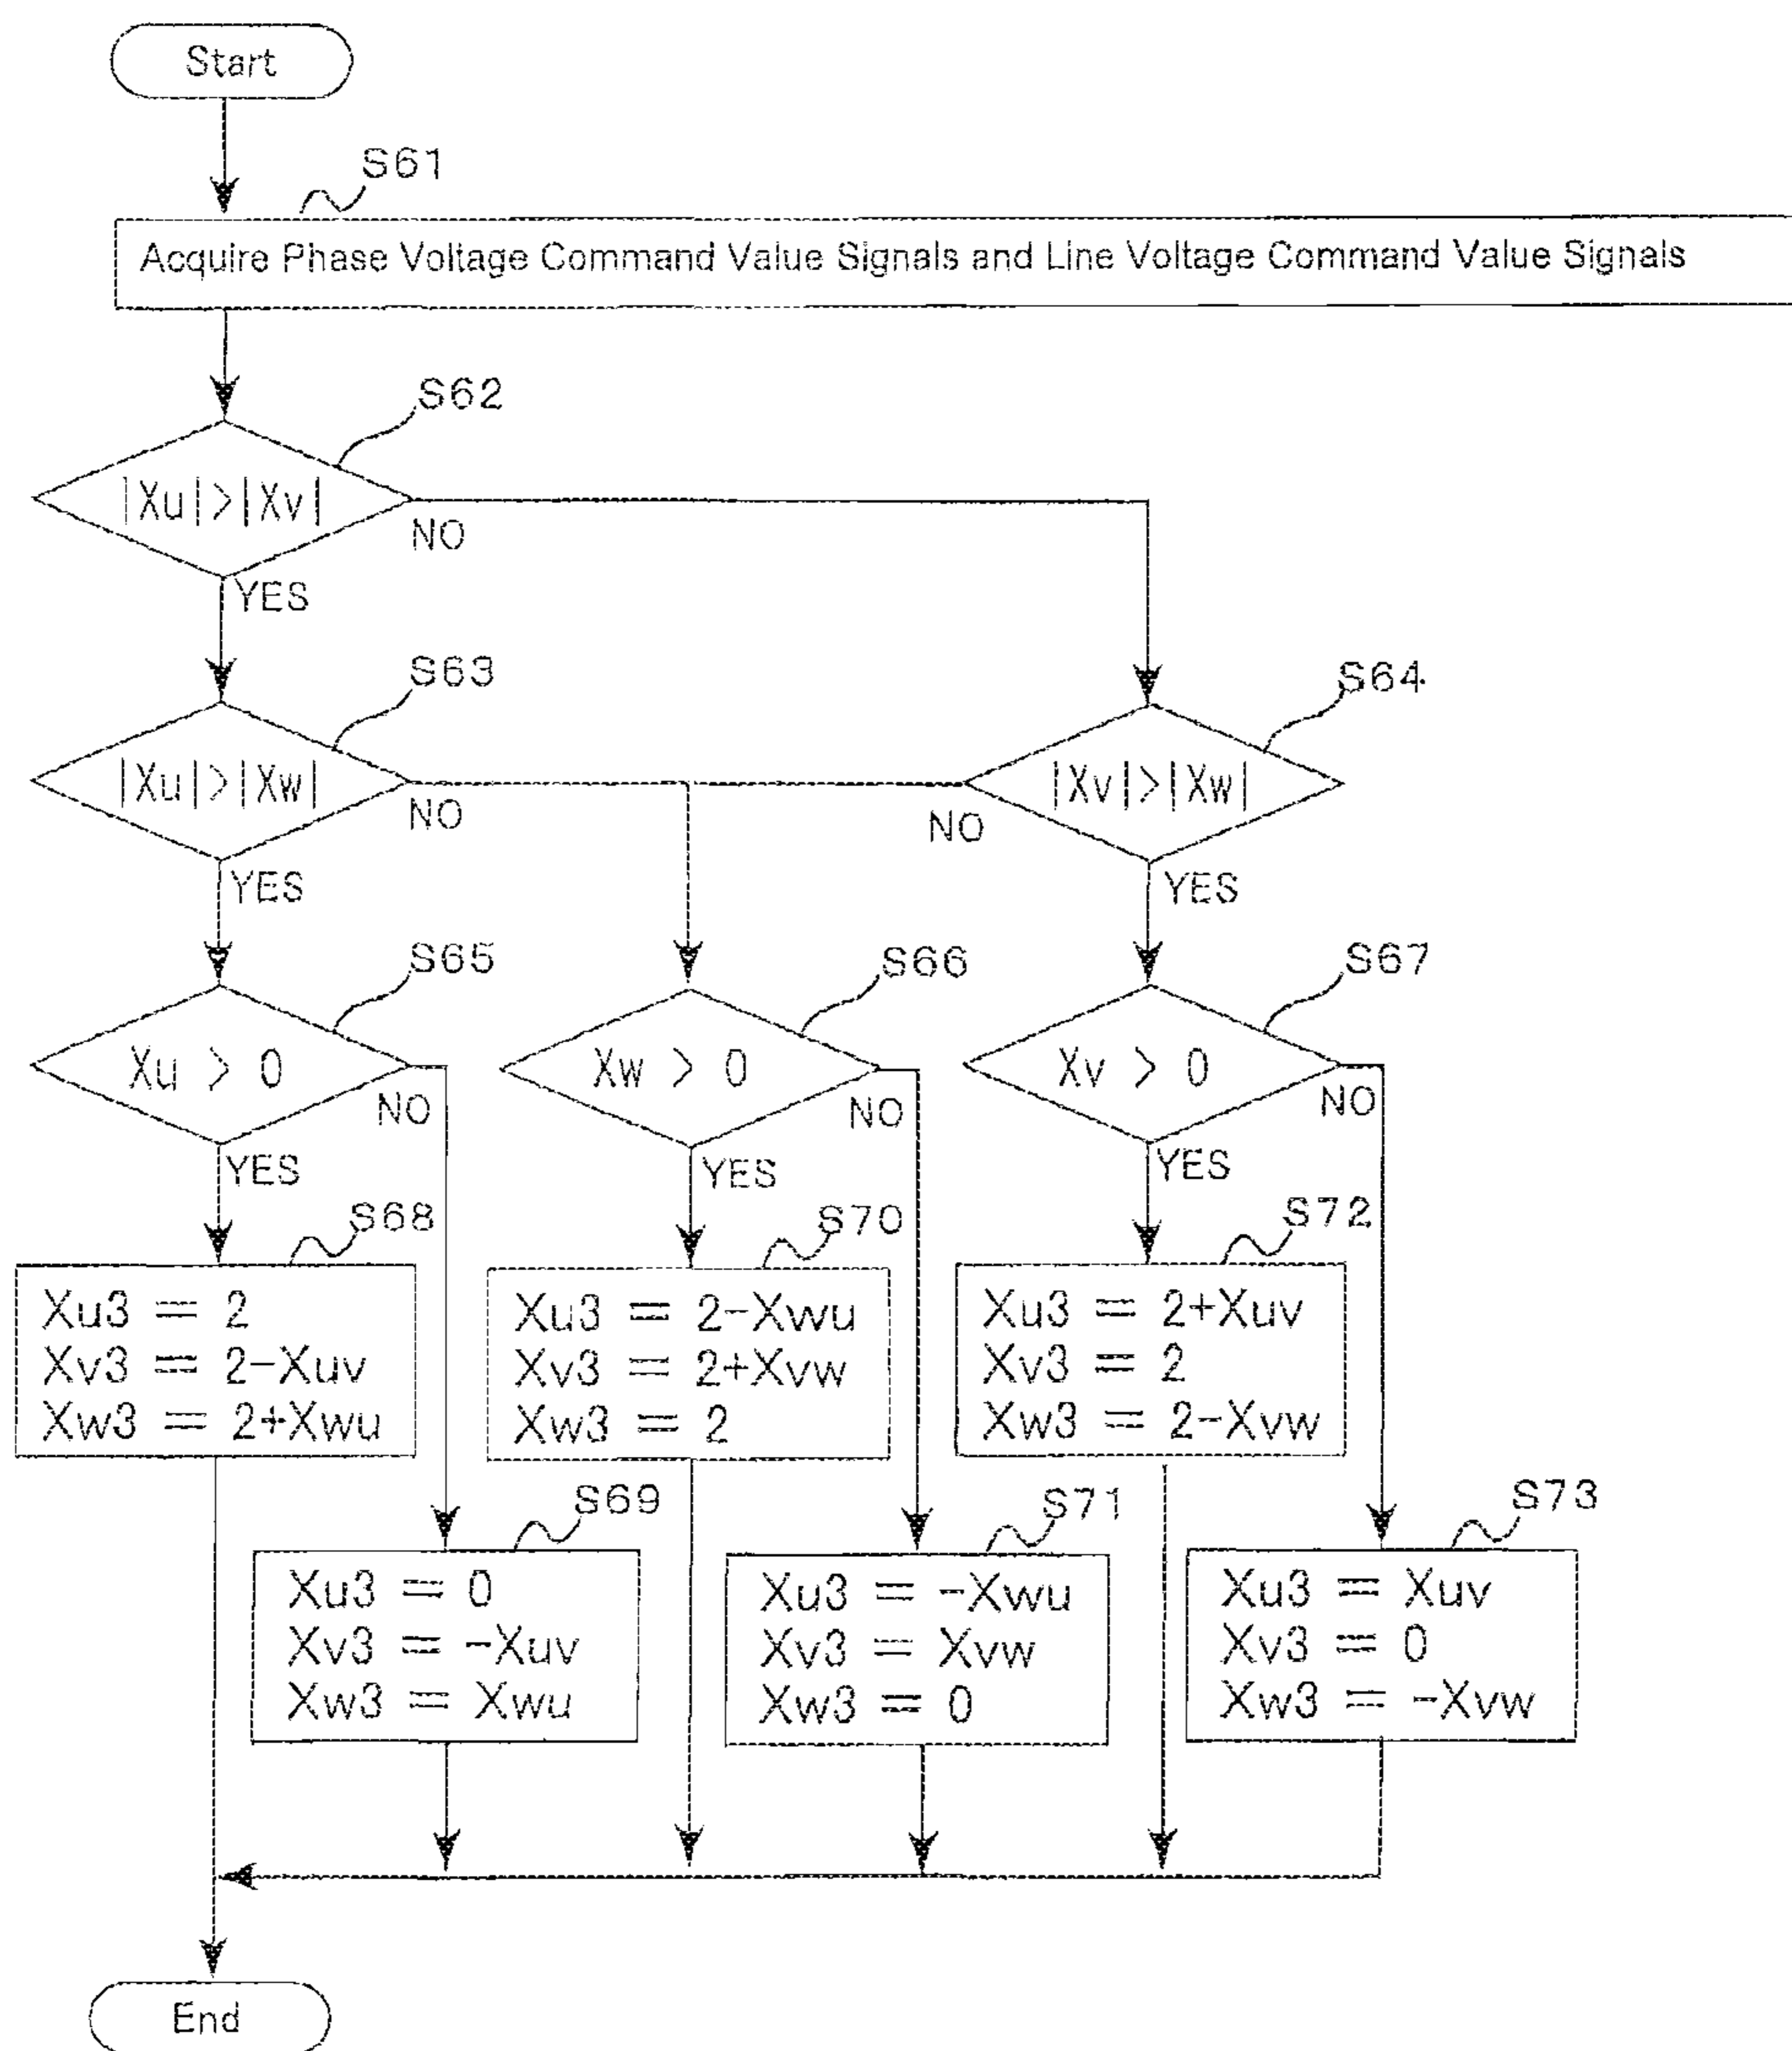 Start
S61
Acquire Phase Voltage Command Value Signals and Line Voltage Command Value Signals
S62
|Xu|>|Xv|
NO
YES
S63
S64
|Xu|>|Xw|
NO
|Xv|>|Xw|
NO
YES
YES
S65
S66
S67
Xu > 0
NO
Xw > 0
NO
Xv > 0
NO
YES
YES
YES
S68
S70
S72
Xu3 = 2
Xv3 = 2-Xuv
Xw3 = 2+Xwu
Xu3 = 2-Xwu
Xv3 = 2+Xvw
Xw3 = 2
Xu3 = 2+Xuv
Xv3 = 2
Xw3 = 2-Xvw
S69
S71
S73
Xu3 = 0
Xv3 = -Xuv
Xw3 = Xwu
Xu3 = -Xwu
Xv3 = Xvw
Xw3 = 0
Xu3 = Xuv
Xv3 = 0
Xw3 = -Xvw
End